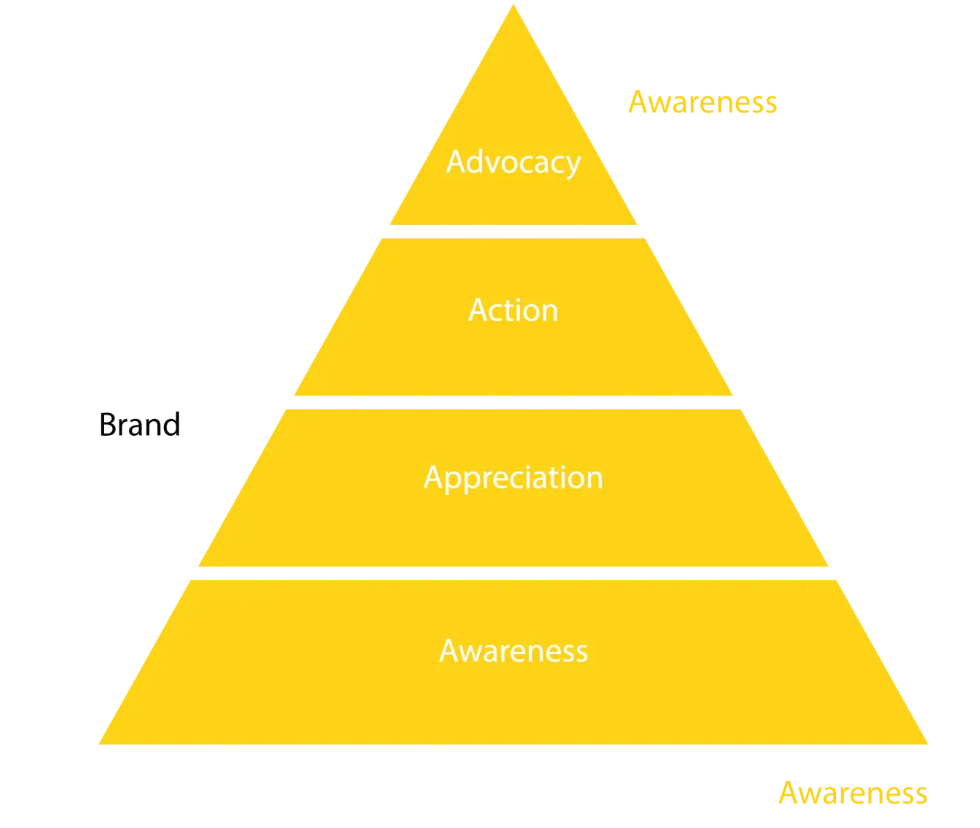 Awareness
Advocacy
Action
Brand
Appreciation
Awareness
Awareness